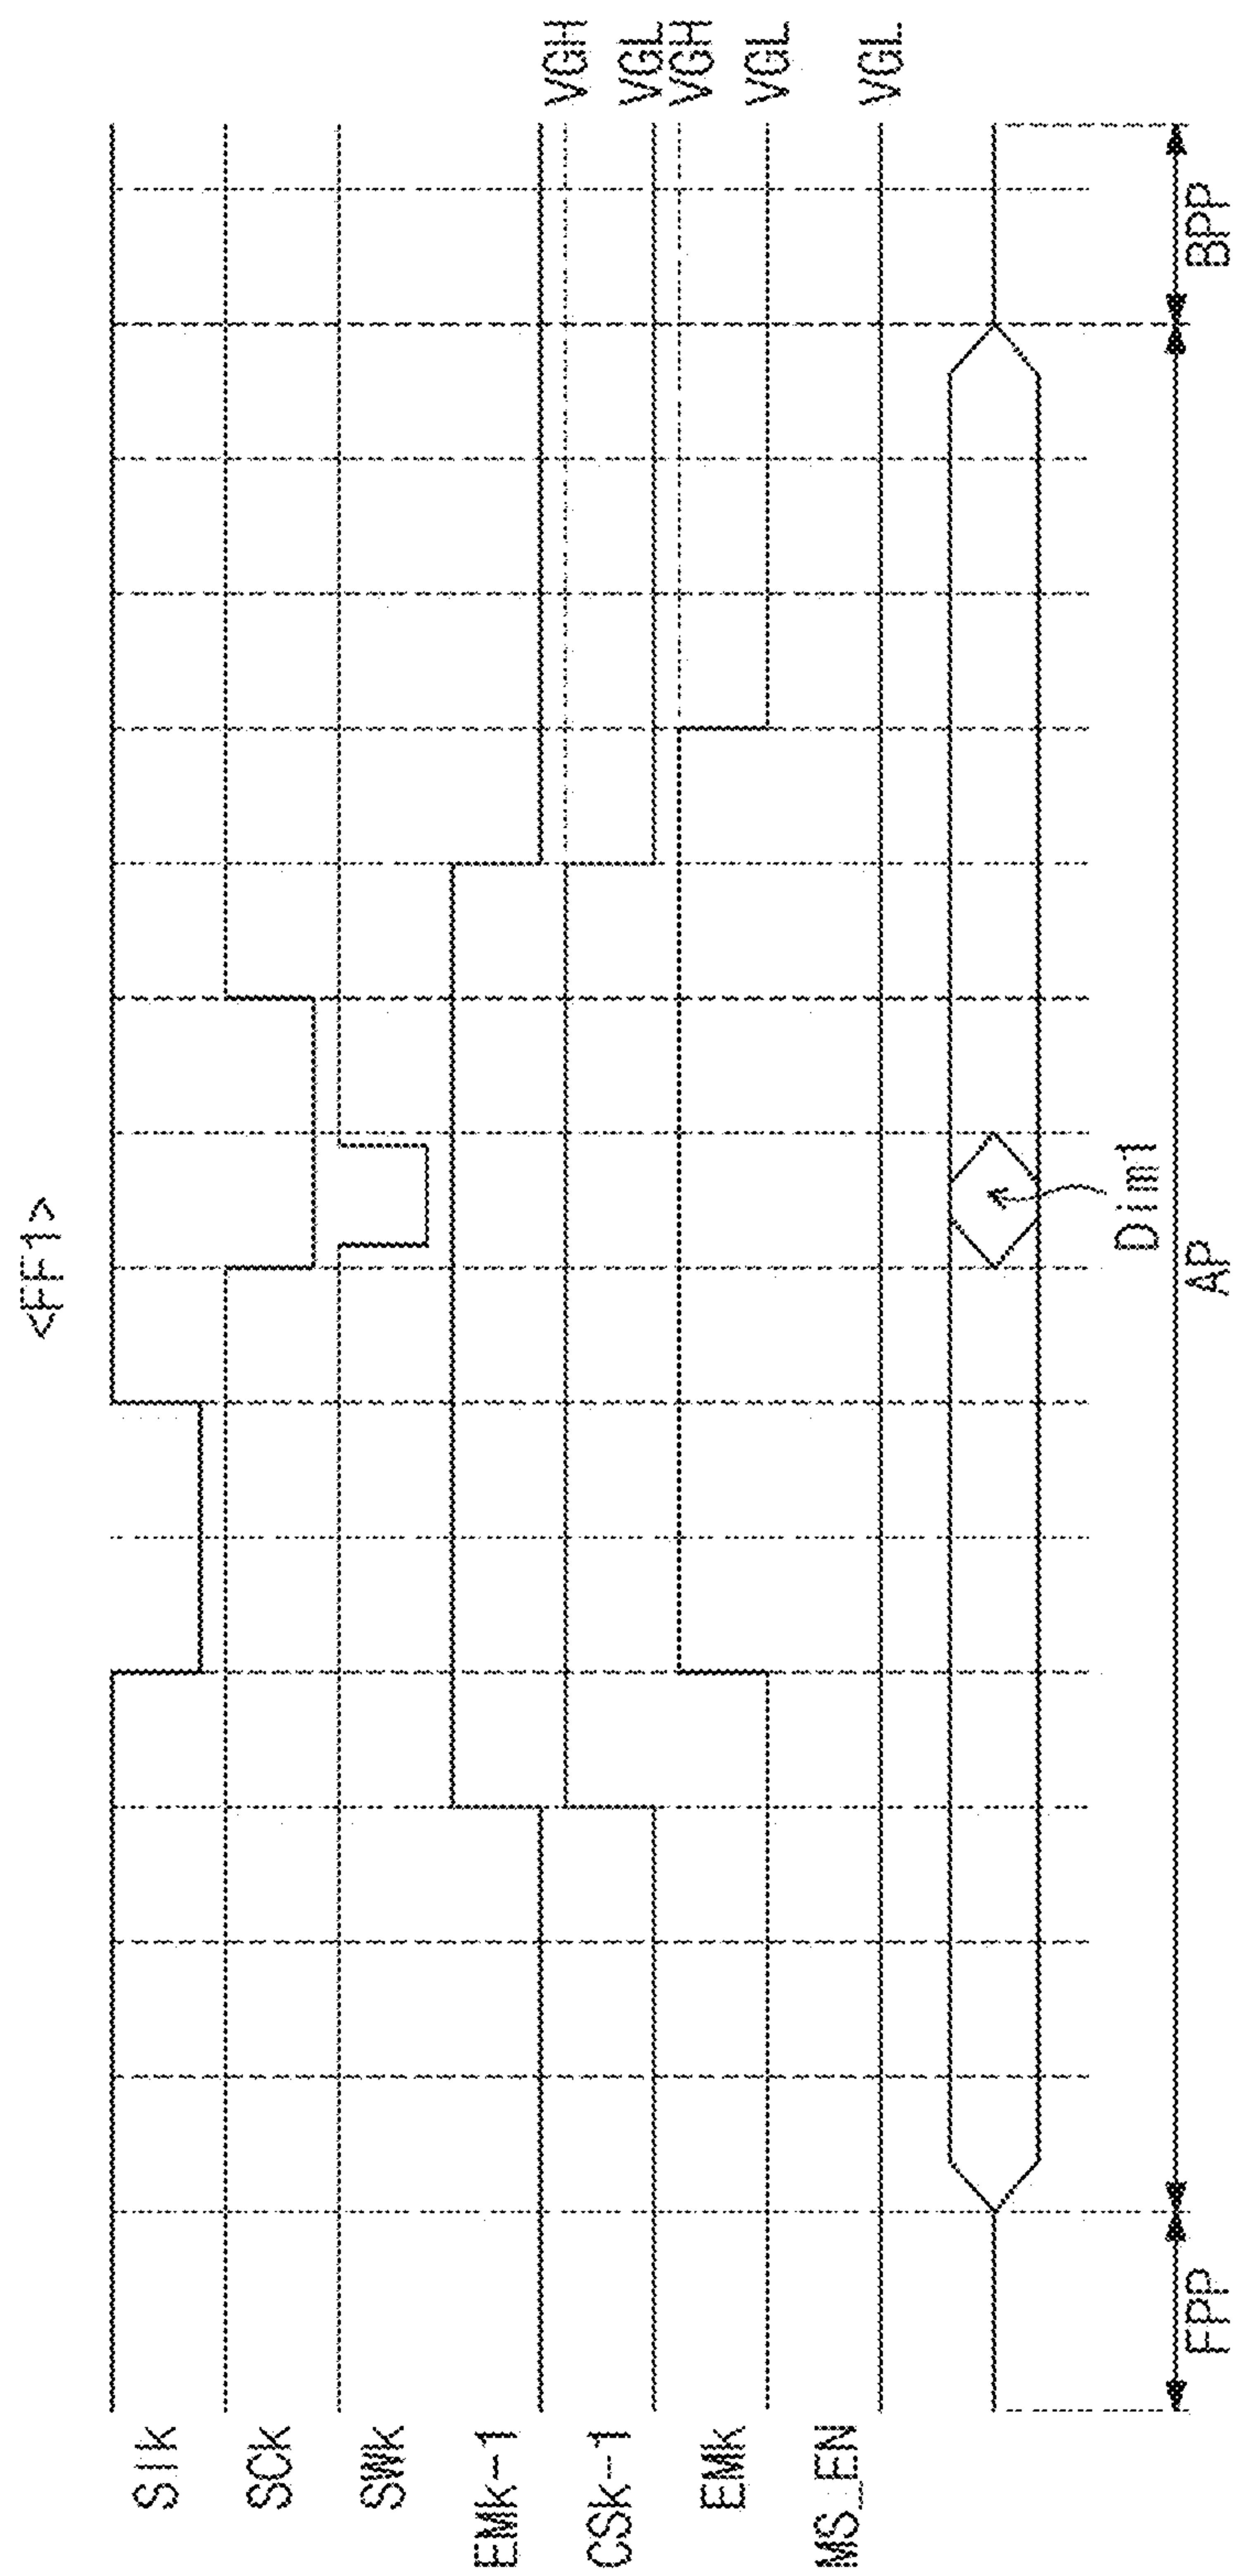 <FF1>
SIk
SCk
SWk
EMk-1
VGH
CSk-1
VGL
VGH
EMk
VGL
MS_EN
VGL
Dim1
FPP
AP
BPP